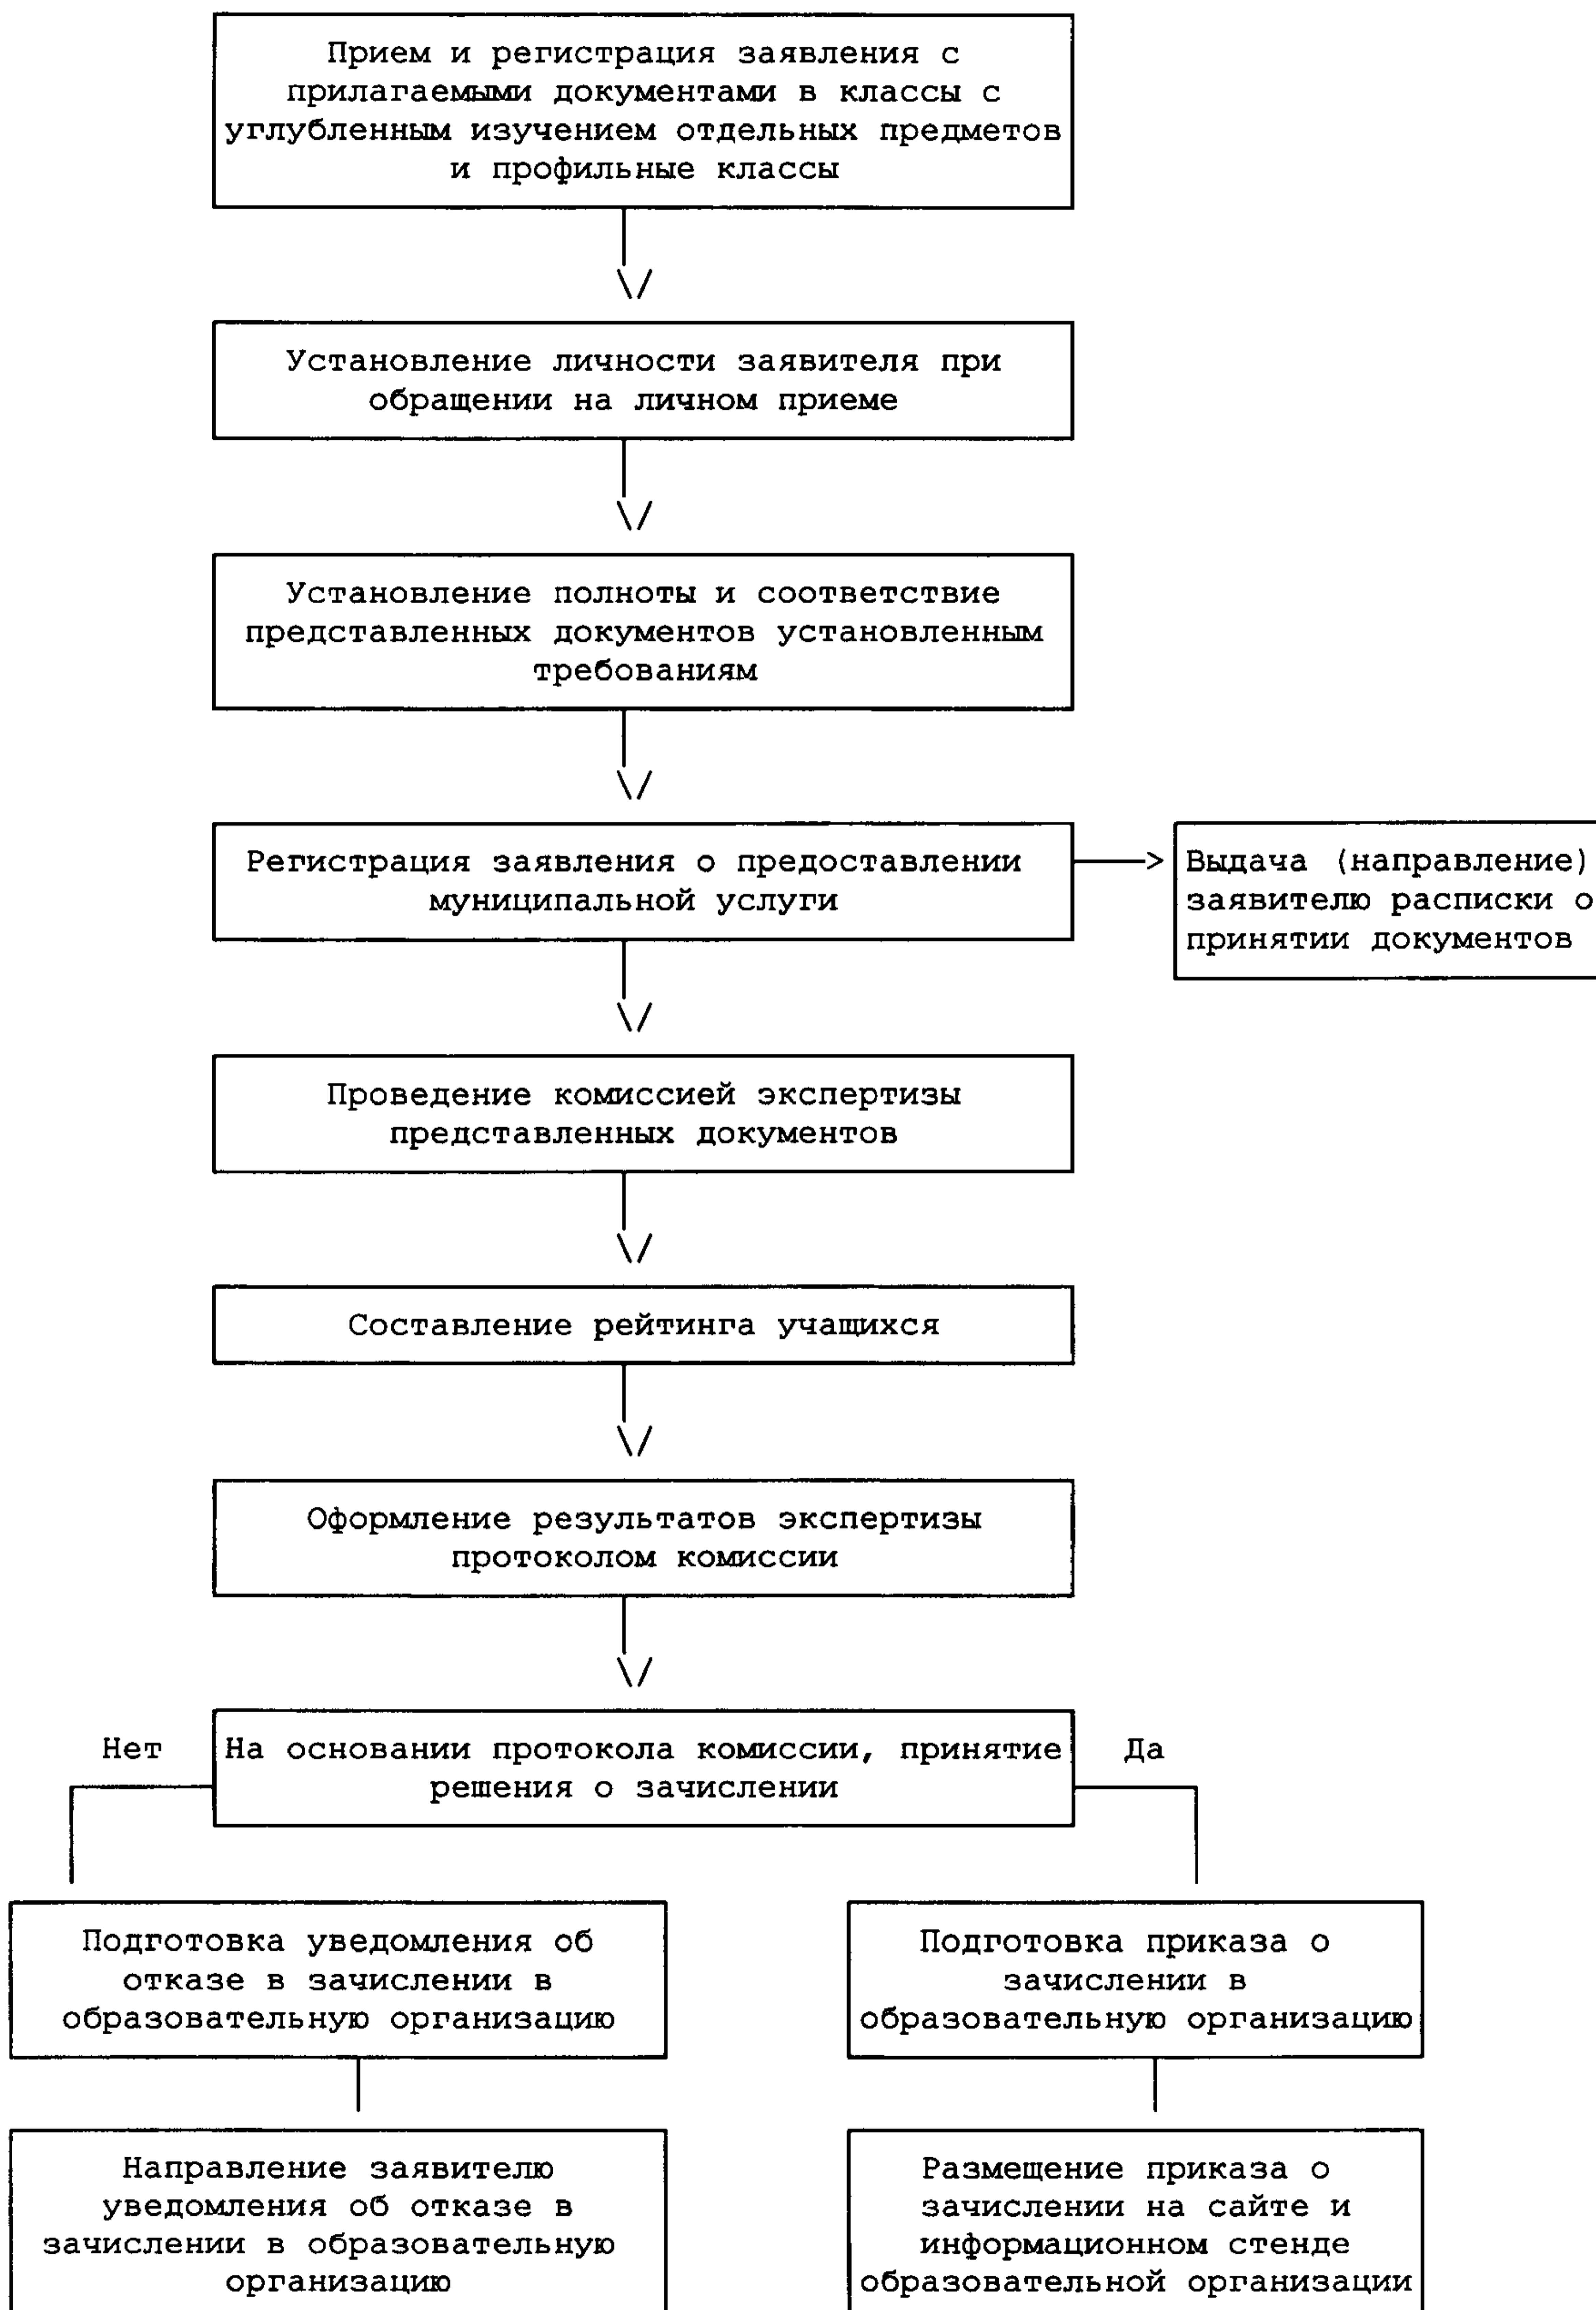 Прием и регистрация заявления с
прилагаемыми документами в классы с
углубленным изучением отдельных предметов
и профильные классы
Установление личности заявителя при
обращении на личном приеме
Установление полноты и соответствие
представленных документов установленным
требованиям
Регистрация заявления о предоставлении
муниципальной услуги
Выдача (направление)
заявителю расписки о
принятии документов
Проведение комиссией экспертизы
представленных документов
Составление рейтинга учащихся
Оформление результатов экспертизы
протоколом комиссии
Нет
На основании протокола комиссии, принятие
решения о зачислении
Да
Подготовка уведомления об
отказе в зачислении в
образовательную организацию
Подготовка приказа о
зачислении в
образовательную организацию
Направление заявителю
уведомления об отказе в
зачислении в образовательную
организацию
Размещение приказа о
зачислении на сайте и
информационном стенде
образовательной организации